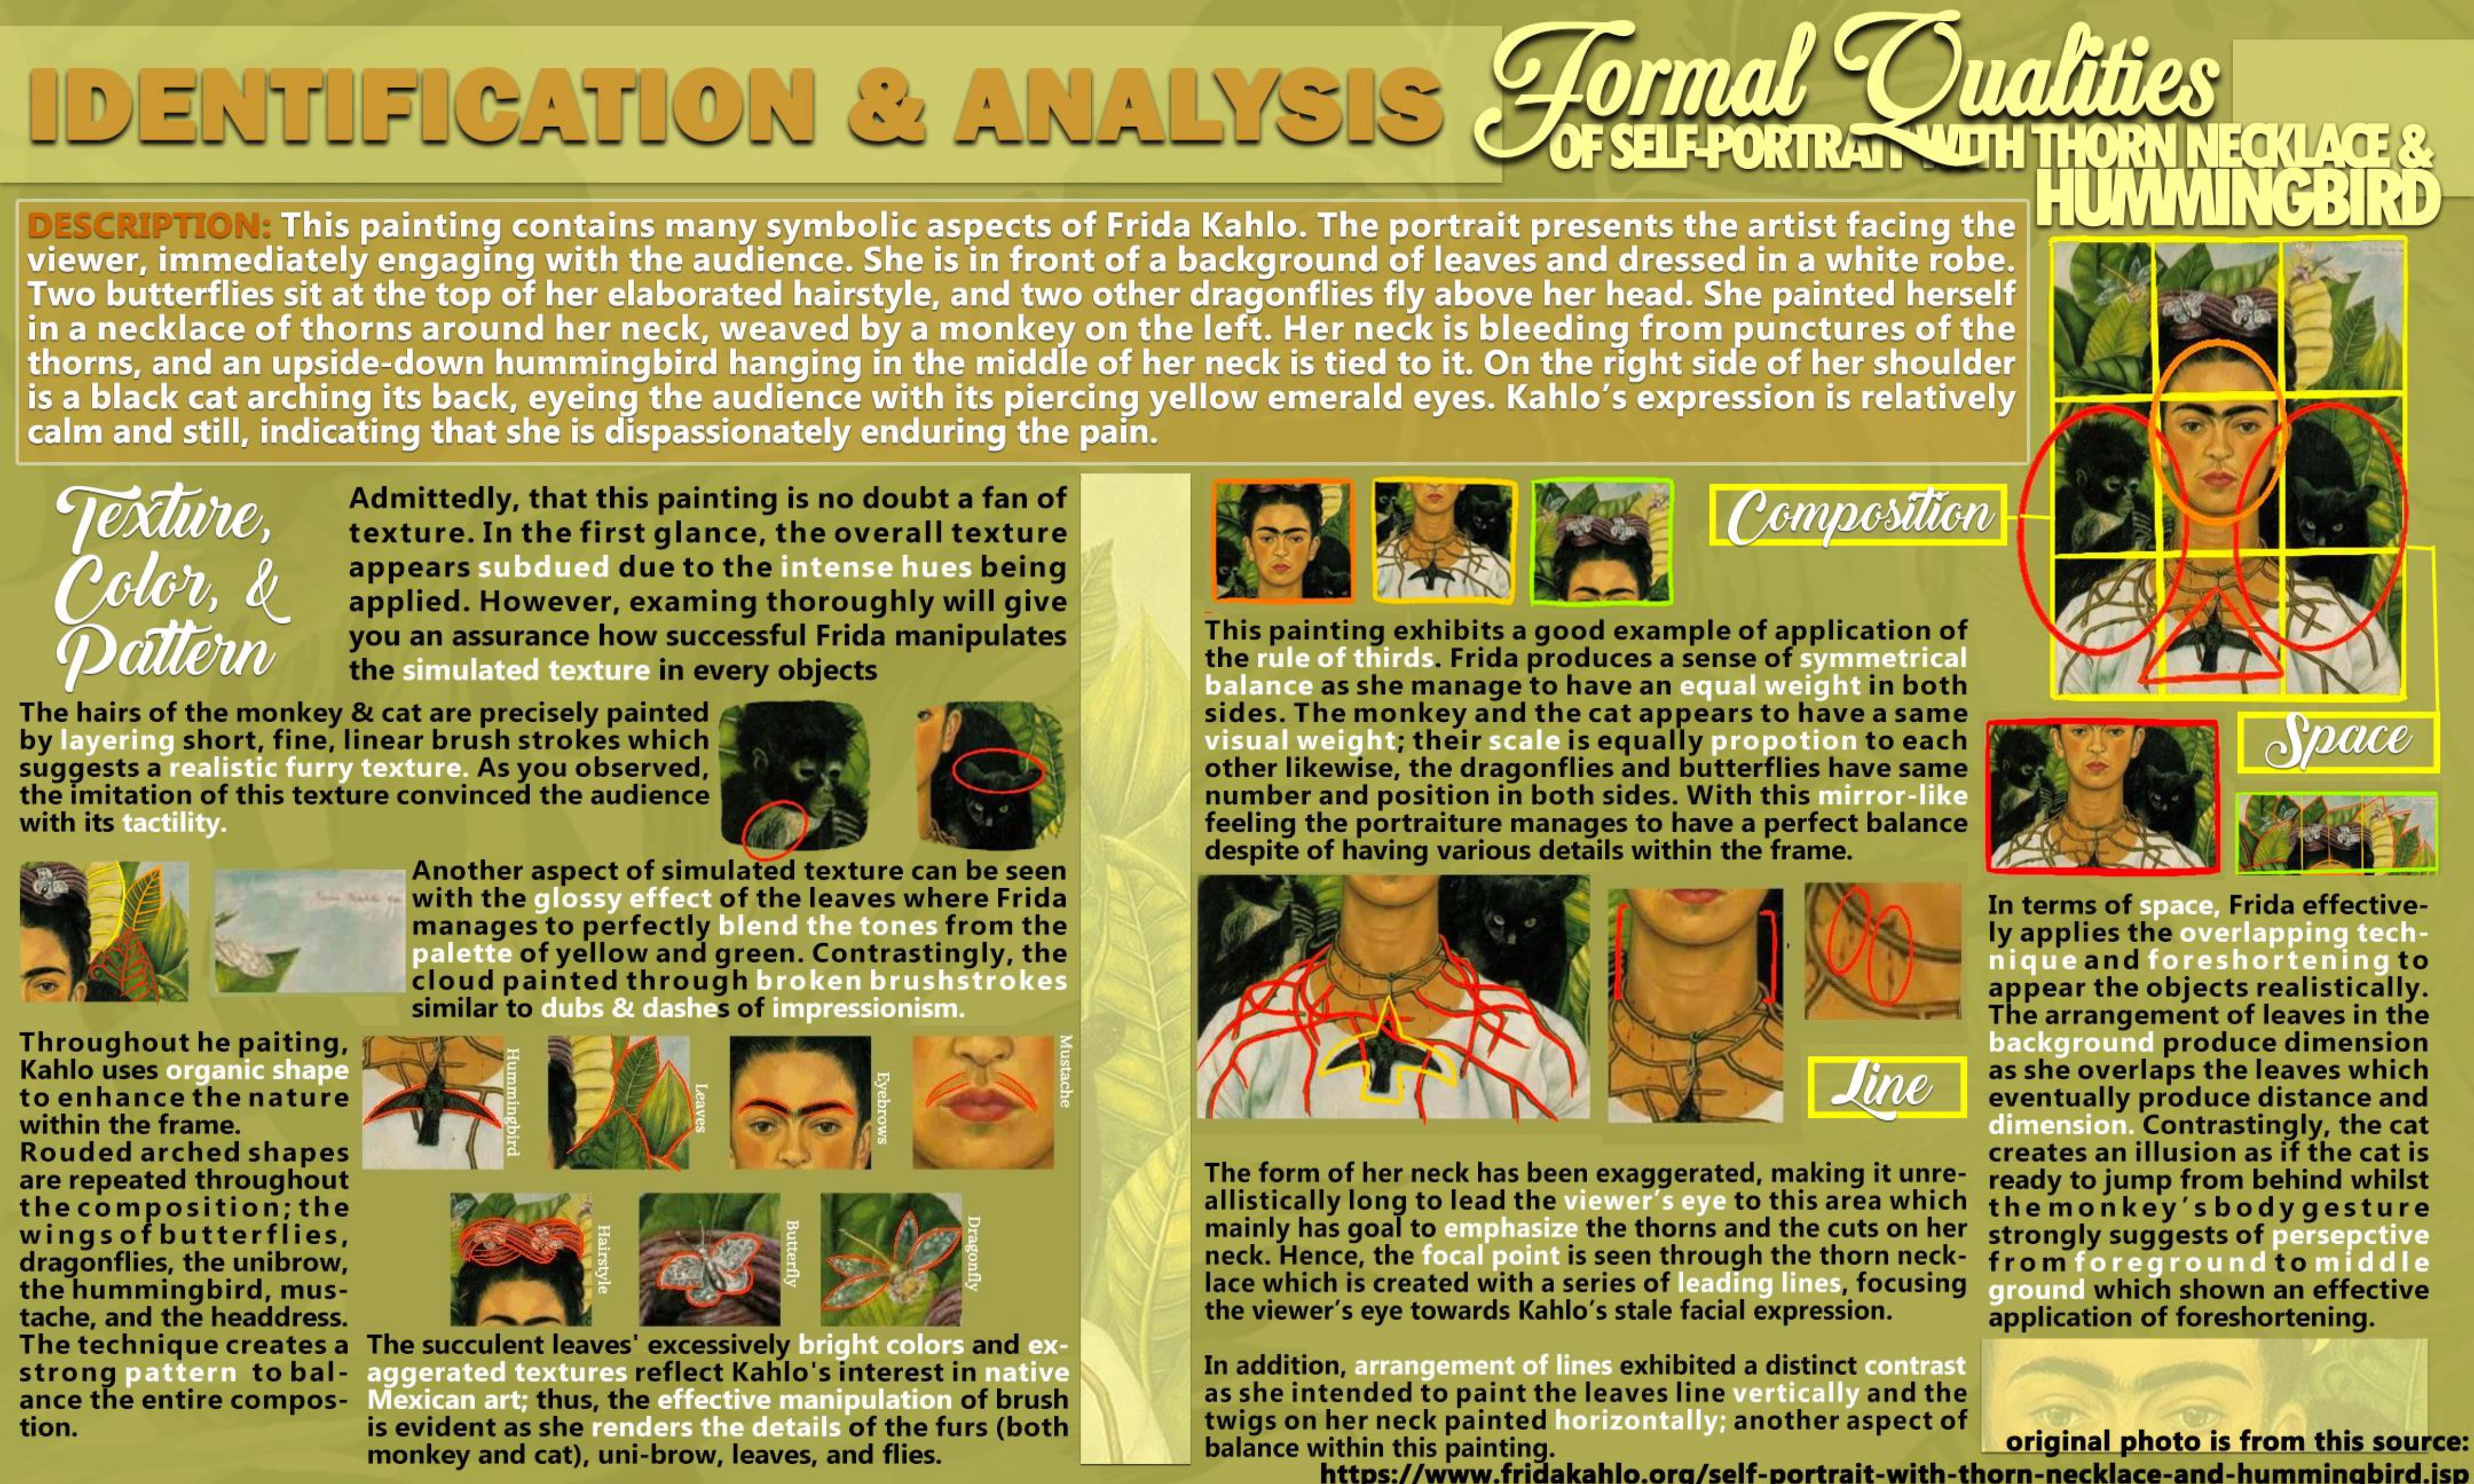 IDENTIFICATION & ANALYSIS
Formal Qualities
OF SELF-PORTRAIT WITH THORN NECKLACE &
HUMMINGBIRD
DESCRIPTION: This painting contains many symbolic aspects of Frida Kahlo. The portrait presents the artist facing the
viewer, immediately engaging with the audience. She is in front of a background of leaves and dressed in a white robe.
Two butterflies sit at the top of her elaborated hairstyle, and two other dragonflies fly above her head. She painted herself
in a necklace of thorns around her neck, weaved by a monkey on the left. Her neck is bleeding from punctures of the
thorns, and an upside-down hummingbird hanging in the middle of her neck is tied to it. On the right side of her shoulder
is a black cat arching its back, eyeing the audience with its piercing yellow emerald eyes. Kahlo's expression is relatively
calm and still, indicating that she is dispassionately enduring the pain.
Texture,
Color, &
Pattern
Admittedly, that this painting is no doubt a fan of
texture. In the first glance, the overall texture
appears subdued due to the intense hues being
applied. However, examing thoroughly will give
you an assurance how successful Frida manipulates
the simulated texture in every objects
The hairs of the monkey & cat are precisely painted
by layering short, fine, linear brush strokes which
suggests a realistic furry texture. As you observed,
the imitation of this texture convinced the audience
with its tactility.
Another aspect of simulated texture can be seen
with the glossy effect of the leaves where Frida
manages to perfectly blend the tones from the
palette of yellow and green. Contrastingly, the
cloud painted through broken brushstrokes
similar to dubs & dashes of impressionism.
Throughout he paiting,
Kahlo uses organic shape
to enhance the nature
within the frame.
Rouded arched shapes
are repeated throughout
the composition; the
wings of butterflies,
dragonflies, the unibrow,
the hummingbird, mus-
tache, and the headdress.
The technique creates a
strong pattern to bal-
ance the entire compos-
tion.
Hummingbird
Leaves
Eyebrows
Mustache
Hairstyle
Butterfly
Dragonfly
The succulent leaves' excessively bright colors and ex-
aggerated textures reflect Kahlo's interest in native
Mexican art; thus, the effective manipulation of brush
is evident as she renders the details of the furs (both
monkey and cat), uni-brow, leaves, and flies.
Composition
This painting exhibits a good example of application of
the rule of thirds. Frida produces a sense of symmetrical
balance as she manage to have an equal weight in both
sides. The monkey and the cat appears to have a same
visual weight; their scale is equally propotion to each
other likewise, the dragonflies and butterflies have same
number and position in both sides. With this mirror-like
feeling the portraiture manages to have a perfect balance
despite of having various details within the frame.
Line
The form of her neck has been exaggerated, making it unre-
allistically long to lead the viewer's eye to this area which
mainly has goal to emphasize the thorns and the cuts on her
neck. Hence, the focal point is seen through the thorn neck-
lace which is created with a series of leading lines, focusing
the viewer's eye towards Kahlo's stale facial expression.
In addition, arrangement of lines exhibited a distinct contrast
as she intended to paint the leaves line vertically and the
twigs on her neck painted horizontally; another aspect of
balance within this painting.
Space
In terms of space, Frida effective-
ly applies the overlapping tech-
nique and foreshortening to
appear the objects realistically.
The arrangement of leaves in the
background produce dimension
as she overlaps the leaves which
eventually produce distance and
dimension. Contrastingly, the cat
creates an illusion as if the cat is
ready to jump from behind whilst
the monkey's body gesture
strongly suggests of persepctive
from foreground to middle
ground which shown an effective
application of foreshortening.
original photo is from this source:
https://www.fridakahlo.org/self-portrait-with-thorn-necklace-and-hummingbird.jsp